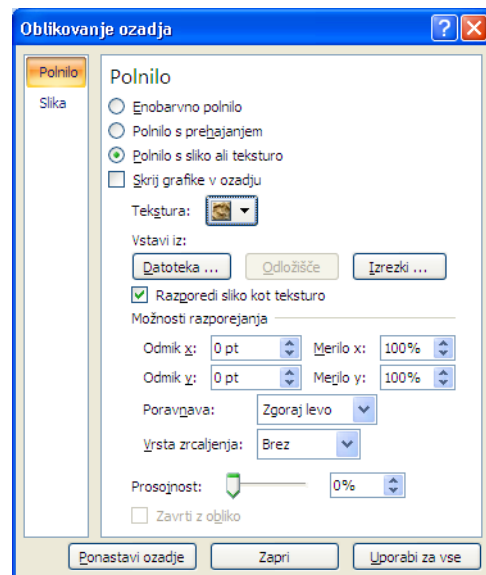 Oblikovanje ozadja
Polnilo
Slika
Polnilo
Enobarvno polnilo
Polnilo s prehajanjem
Polnilo s sliko ali teksturo
Skrij grafike v ozadju
Tekstura:
Vstavi iz:
Datoteka ... Odložišče Izrezki ...
Razporedi sliko kot teksturo
Možnosti razporejanja
Odmik x: 0 pt Merilo x: 100%
Odmik y: 0 pt Merilo y: 100%
Poravnava: Zgoraj levo
Vrsta zrcaljenja: Brez
Prosojnost: 0%
Zavrti z obliko
Ponastavi ozadje Zapri Uporabi za vse